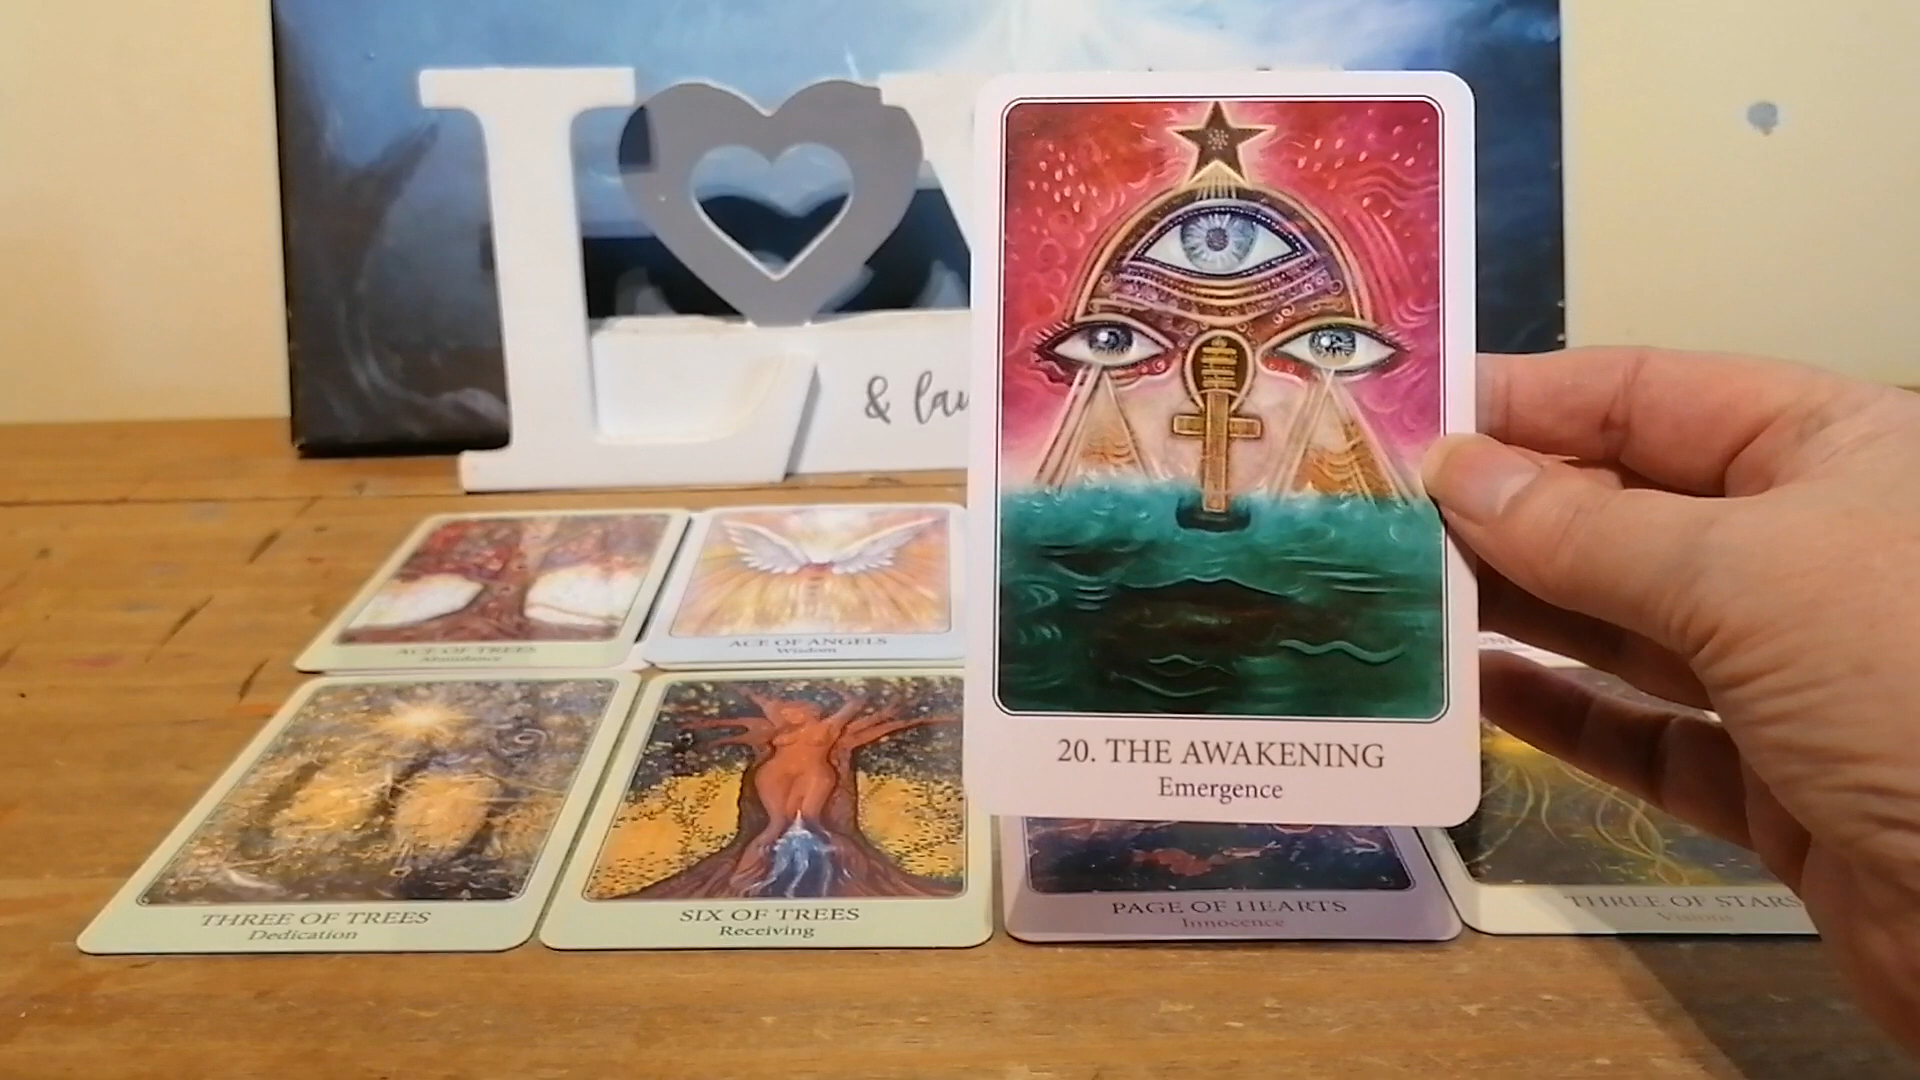 L
& lau
20. THE AWAKENING
Emergence
ACE OF TREES
Abundance
ACE OF ANGELS
Wisdom
THREE OF TREES
Dedication
SIX OF TREES
Receiving
PAGE OF HEARTS
Innocence
THREE OF STARS
Visions